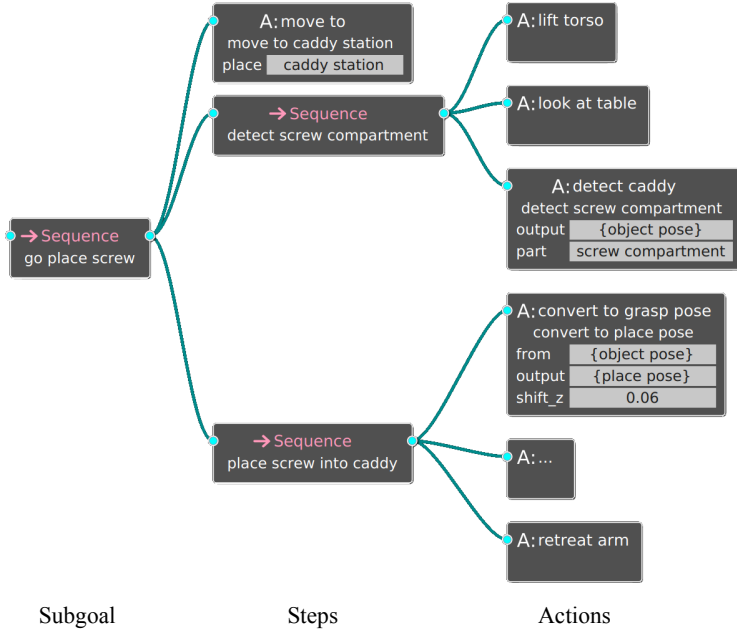 A: move to
move to caddy station
place caddy station
→ Sequence
detect screw compartment
A: lift torso
A: look at table
A: detect caddy
detect screw compartment
output {object pose}
part screw compartment
→ Sequence
go place screw
A: convert to grasp pose
convert to place pose
from {object pose}
output {place pose}
shift_z 0.06
→ Sequence
place screw into caddy
A: ...
A: retreat arm
Subgoal Steps Actions